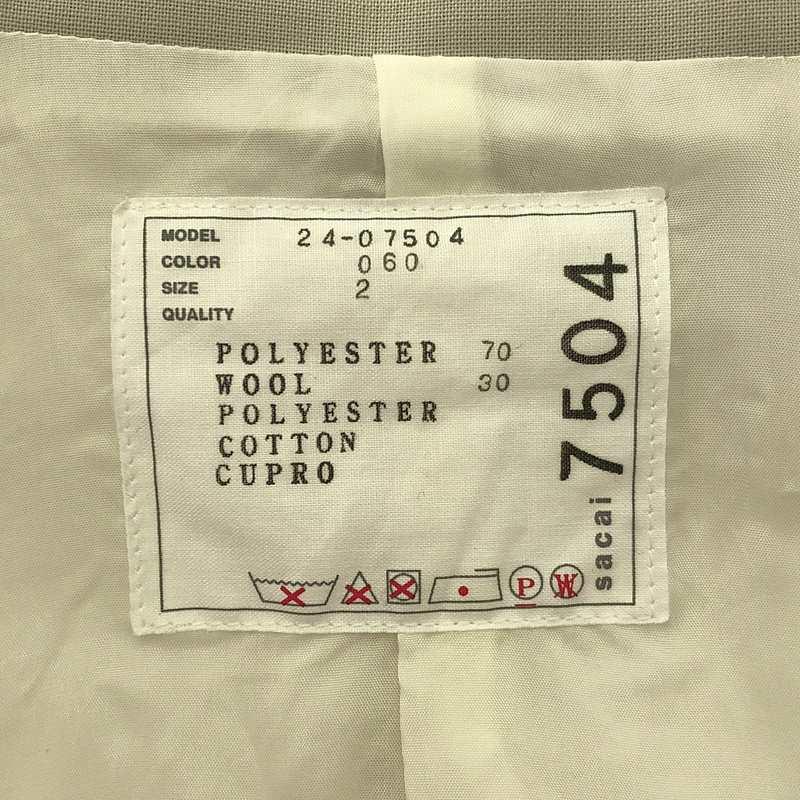 MODEL 24-07504
COLOR 060
SIZE 2
QUALITY
POLYESTER 70
WOOL 30
POLYESTER
COTTON
CUPRO
P W
sacai 7504